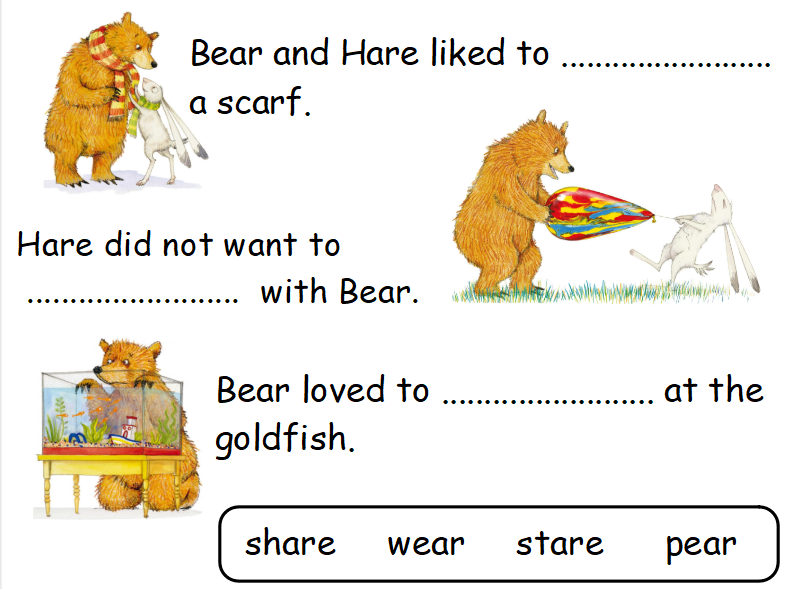 Bear and Hare liked to ........................
a scarf.
Hare did not want to
........................ with Bear.
Bear loved to ........................ at the
goldfish.
share wear stare pear